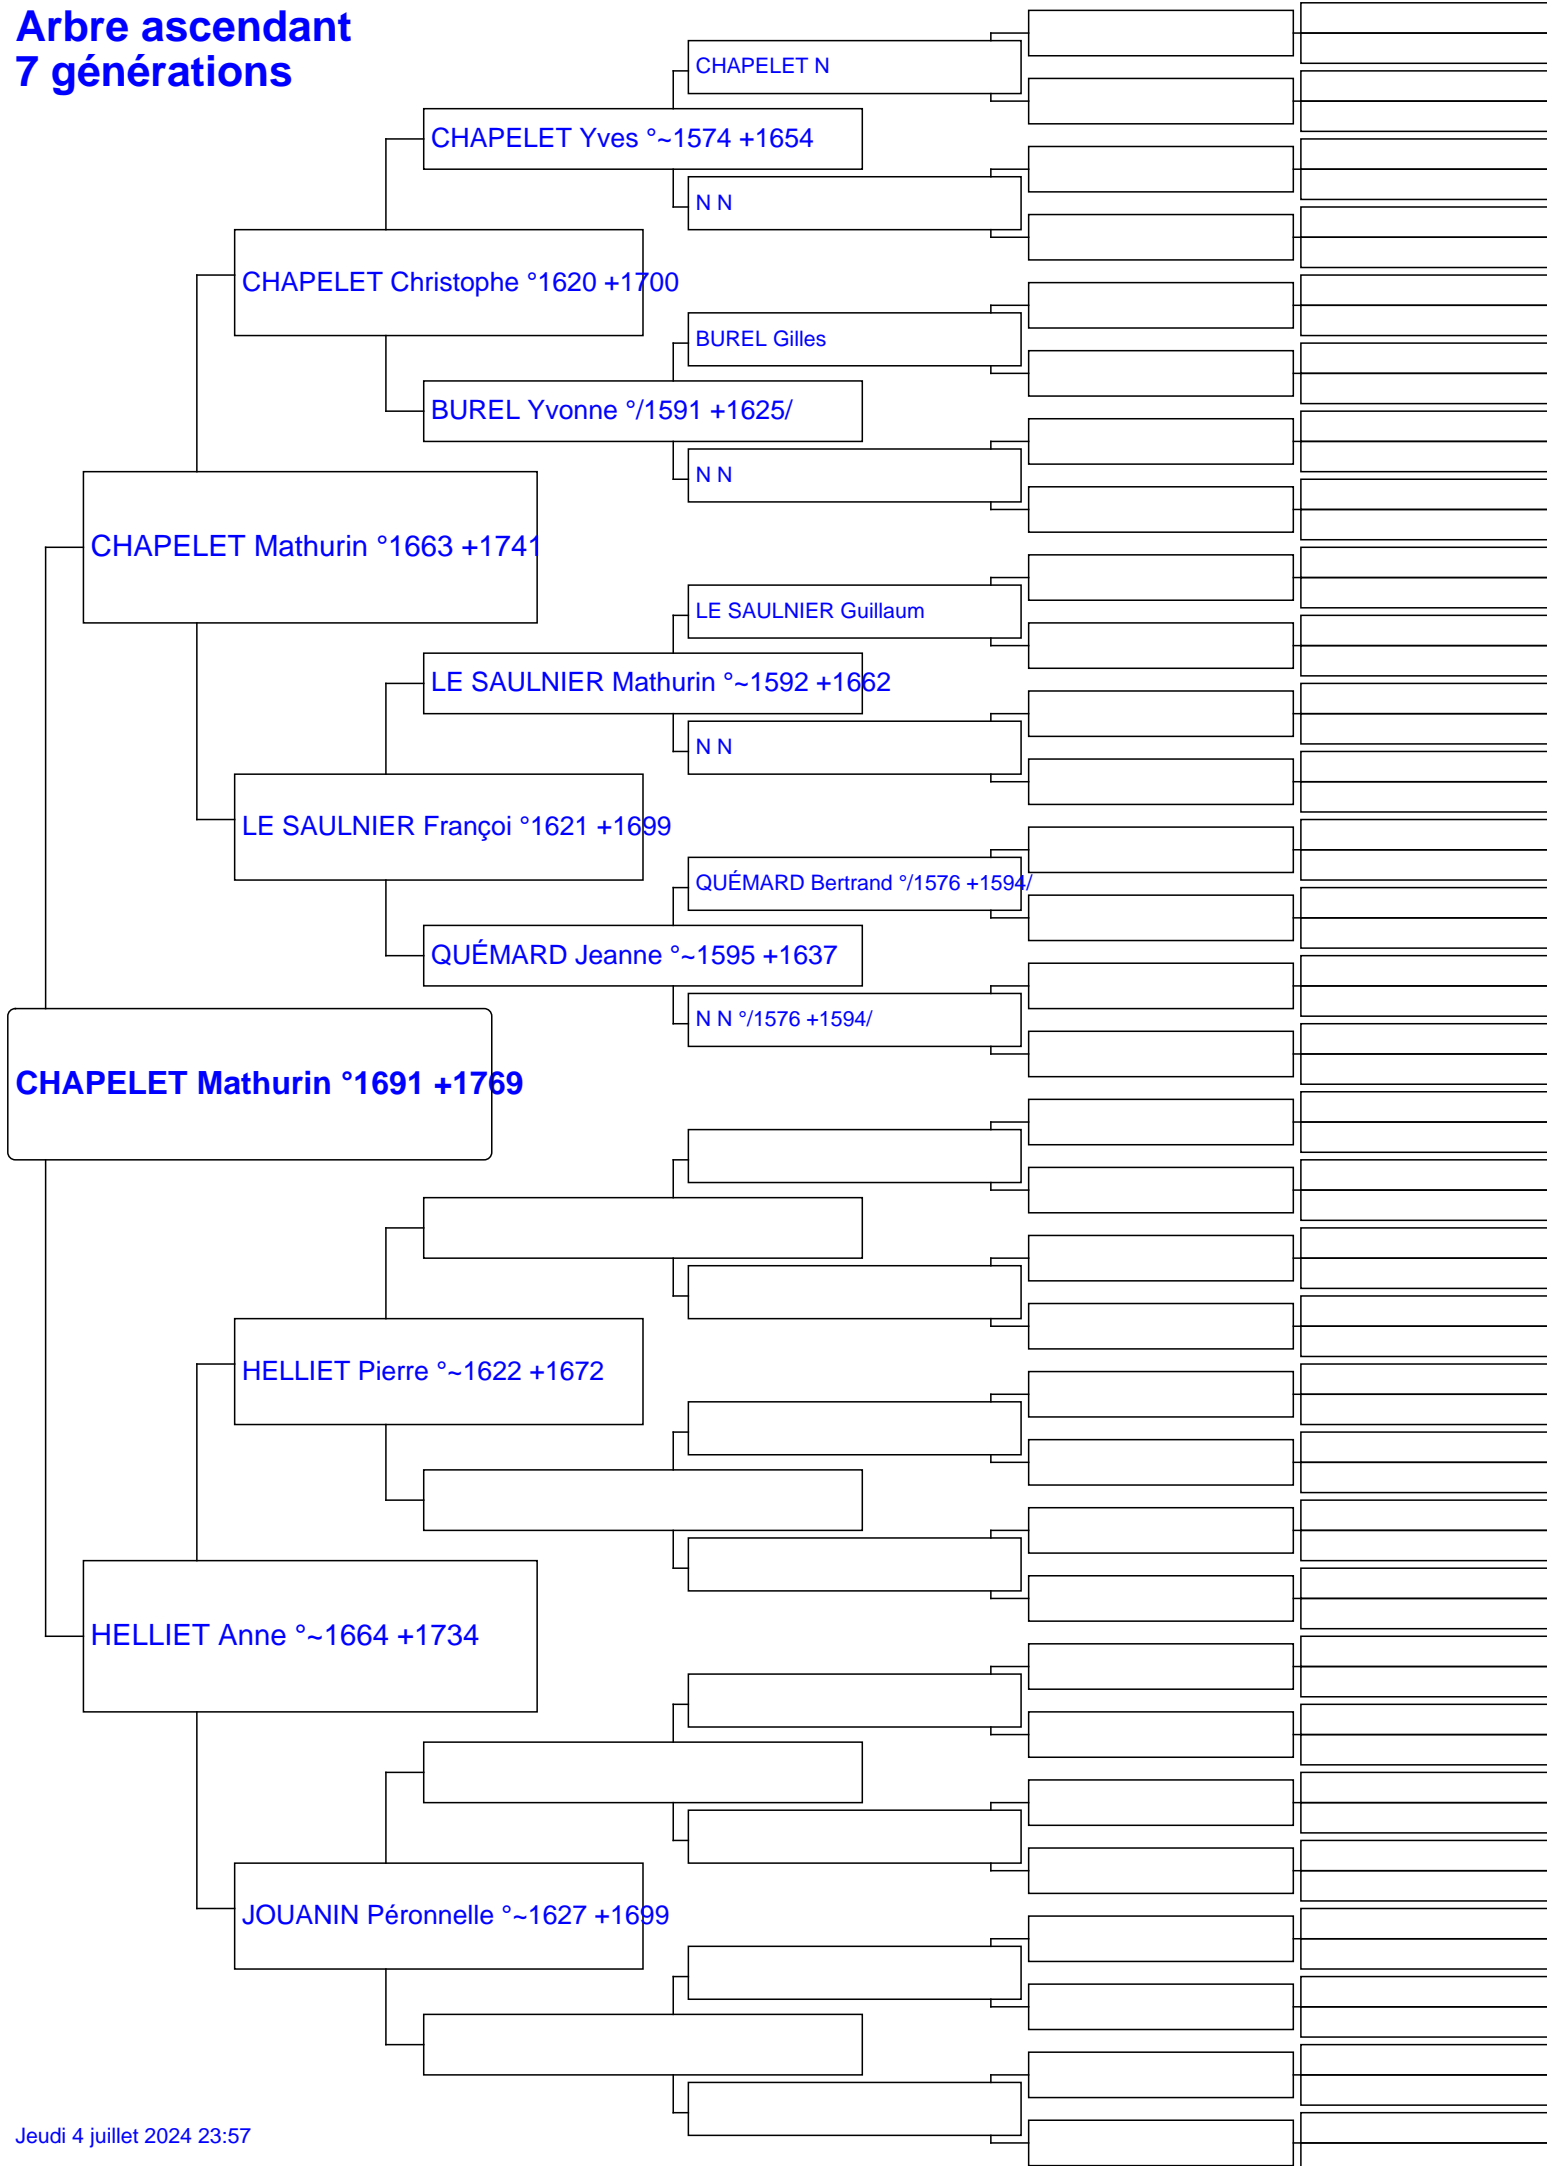 Arbre ascendant
7 générations
CHAPELET N
CHAPELET Yves °~1574 +1654
N N
CHAPELET Christophe °1620 +1700
BUREL Gilles
BUREL Yvonne °/1591 +1625/
N N
CHAPELET Mathurin °1663 +1741
LE SAULNIER Guillaum
LE SAULNIER Mathurin °~1592 +1662
N N
LE SAULNIER Françoi °1621 +1699
QUÉMARD Bertrand °/1576 +1594/
QUÉMARD Jeanne °~1595 +1637
N N °/1576 +1594/
CHAPELET Mathurin °1691 +1769
HELLIET Pierre °~1622 +1672
HELLIET Anne °~1664 +1734
JOUANIN Péronnelle °~1627 +1699
Jeudi 4 juillet 2024 23:57